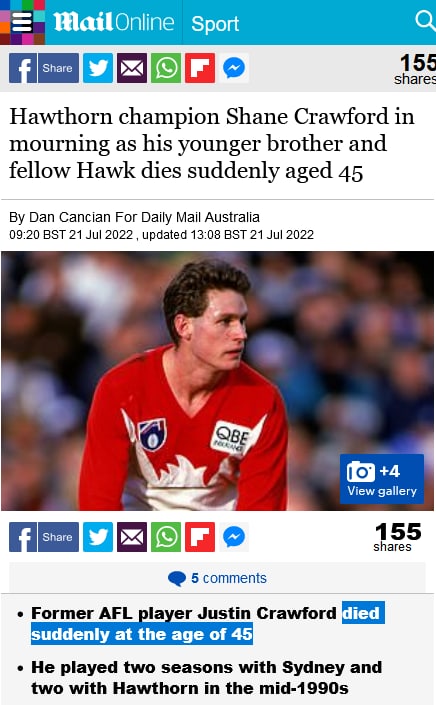 Mail Online Sport
Share
155
shares
Hawthorn champion Shane Crawford in
mourning as his younger brother and
fellow Hawk dies suddenly aged 45
By Dan Cancian For Daily Mail Australia
09:20 BST 21 Jul 2022 , updated 13:08 BST 21 Jul 2022
QBE
INSURANCE
+4
View gallery
Share
155
shares
5 comments
• Former AFL player Justin Crawford died
suddenly at the age of 45
• He played two seasons with Sydney and
two with Hawthorn in the mid-1990s